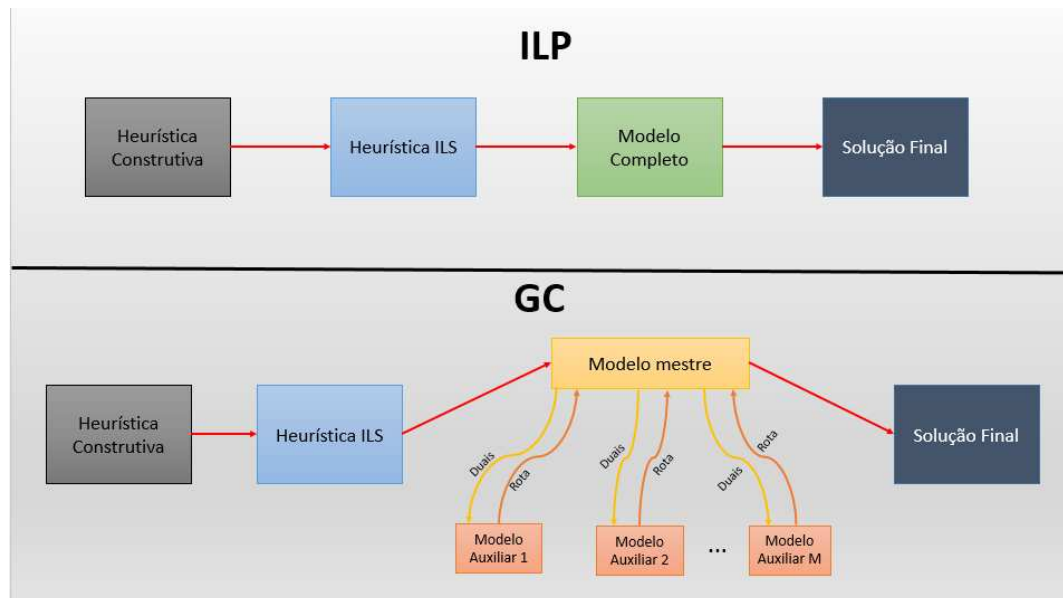 ILP
Heurística
Construtiva
Heurística ILS
Modelo
Completo
Solução Final
GC
Modelo mestre
Heurística
Construtiva
Heurística ILS
Solução Final
Duais
Rota
Duais
Rota
Duais
Rota
Modelo
Auxiliar 1
Modelo
Auxiliar 2
...
Modelo
Auxiliar M